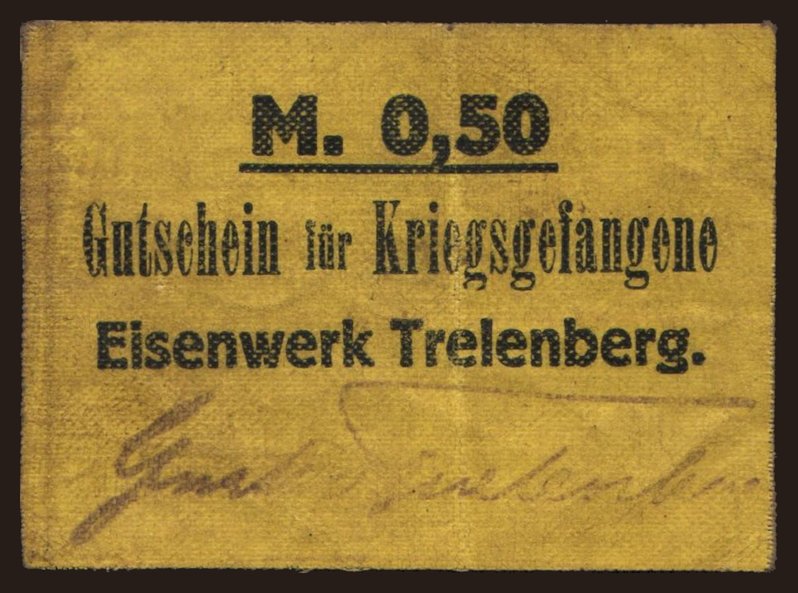 M. 0,50
Gutschein für Kriegsgefangene
Eisenwerk Trelenberg.